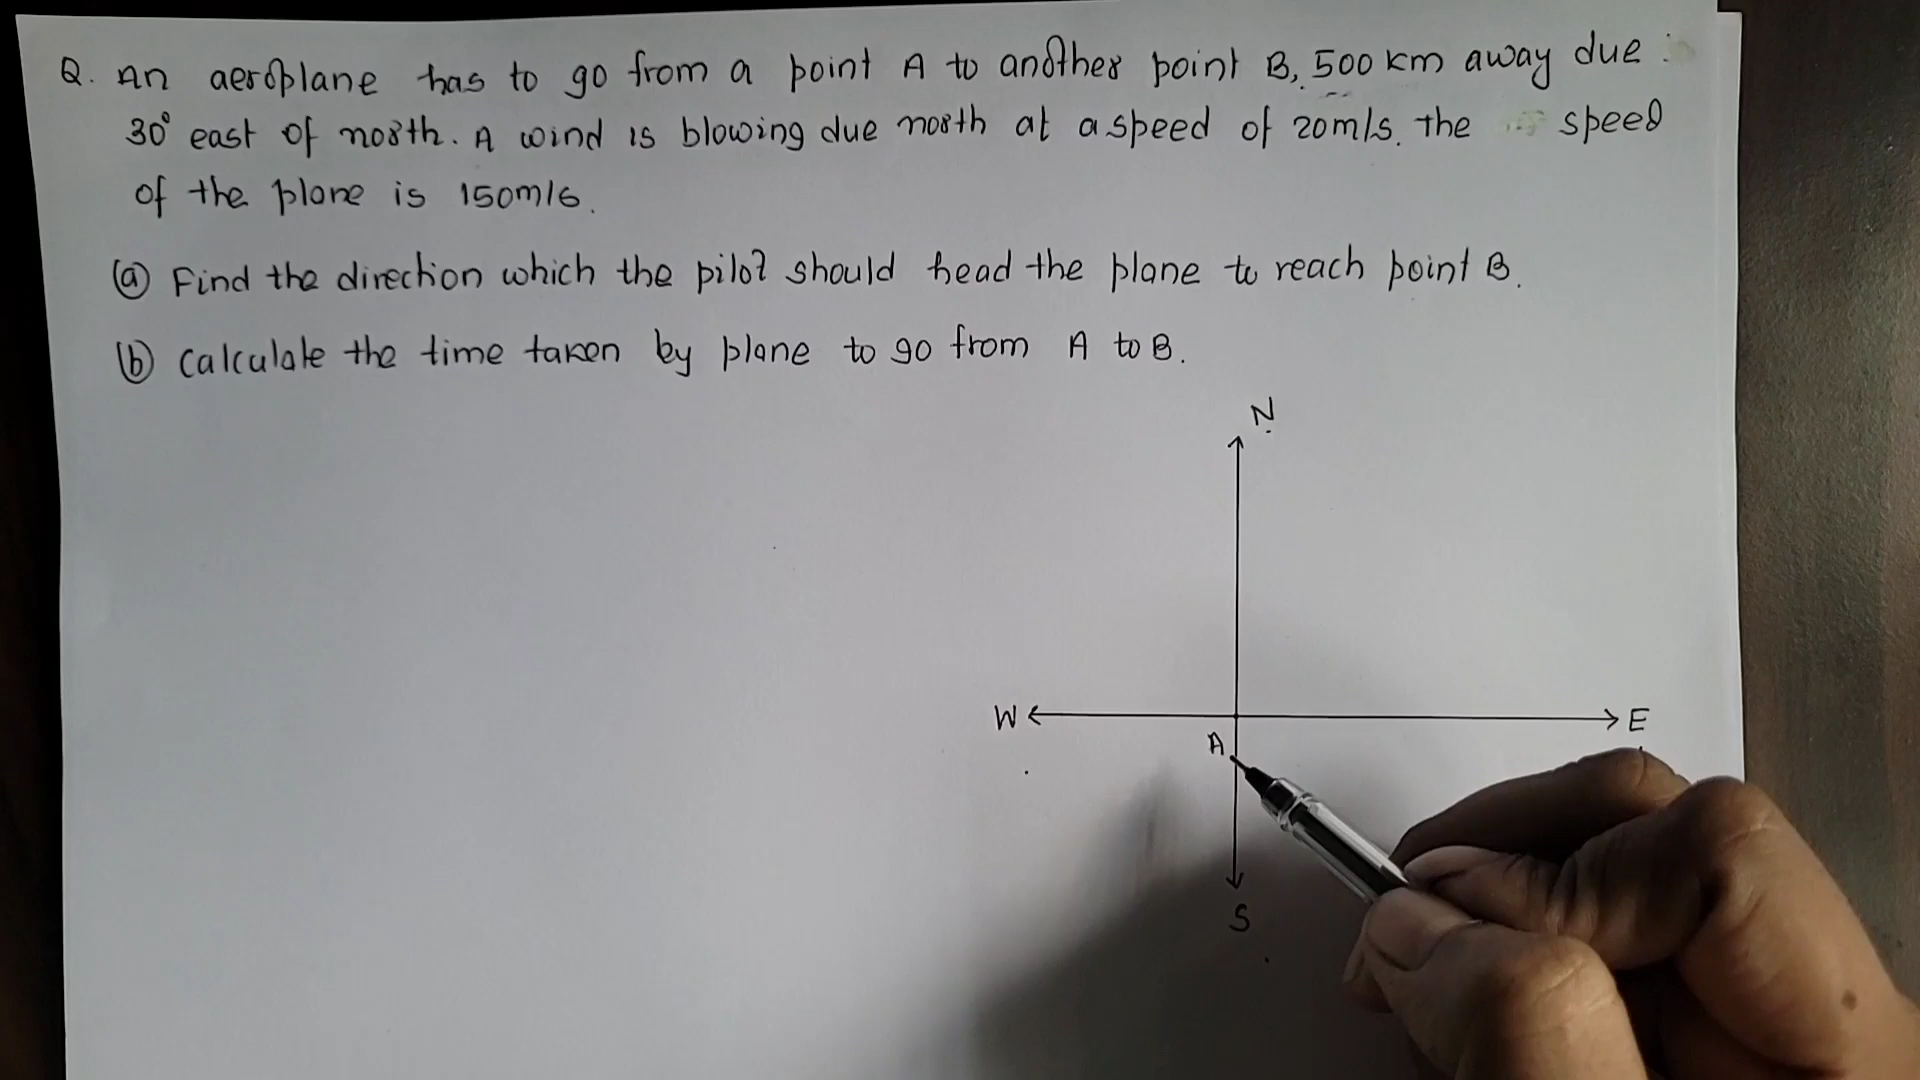 Q. An aeroplane has to go from a point A to another point B, 500 km away due
30° east of north. A wind is blowing due north at a speed of 20m/s. the speed
of the plane is 150m/s.
(a) Find the direction which the pilot should head the plane to reach point B.
(b) calculate the time taken by plane to go from A to B.
N
W E
A
S